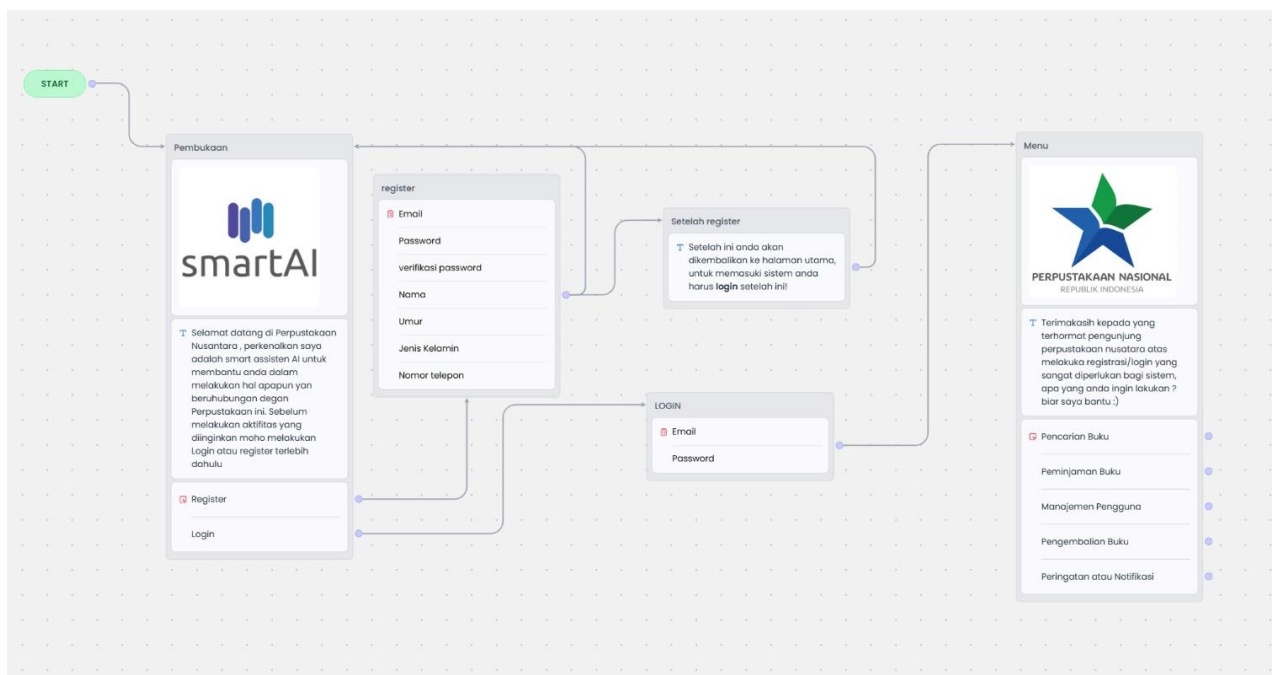 START
Pembukaan
smartAI
Selamat datang di Perpustakaan
Nusantara , perkenalkan saya
adalah smart assisten AI untuk
membantu anda dalam
melakukan hal apapun yan
beruhubungan degan
Perpustakaan ini. Sebelum
melakukan aktifitas yang
diinginkan moho melakukan
Login atau register terlebih
dahulu
Register
Login
register
Email
Password
verifikasi password
Nama
Umur
Jenis Kelamin
Nomor telepon
Setelah register
Setelah ini anda akan
dikembalikan ke halaman utama,
untuk memasuki sistem anda
harus login setelah ini!
LOGIN
Email
Password
Menu
PERPUSTAKAAN NASIONAL
REPUBLIK INDONESIA
Terimakasih kepada yang
terhormat pengunjung
perpustakaan nusatara atas
melakuka registrasi/login yang
sangat diperlukan bagi sistem,
apa yang anda ingin lakukan ?
biar saya bantu :)
Pencarian Buku
Peminjaman Buku
Manajemen Pengguna
Pengembalian Buku
Peringatan atau Notifikasi